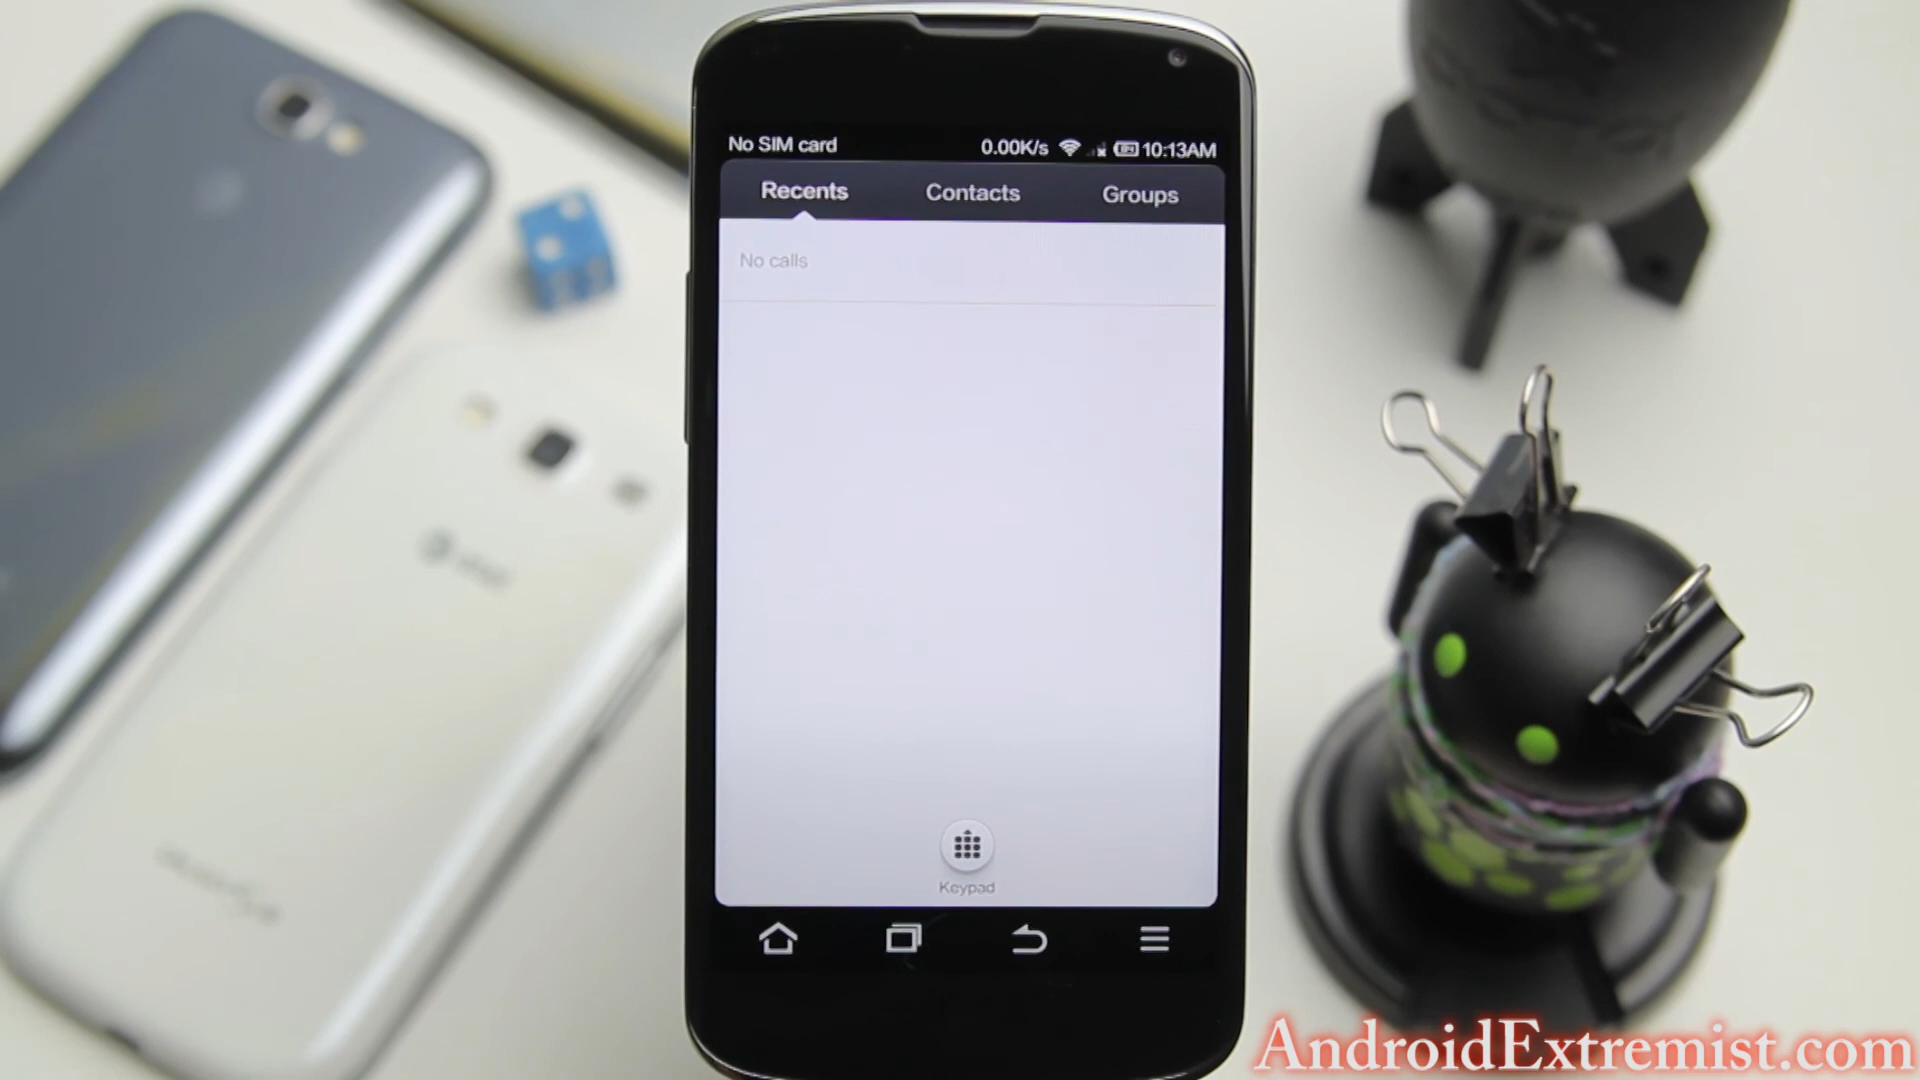 No SIM card 0.00K/s 10:13AM
Recents Contacts Groups
No calls
Keypad
AndroidExtremist.com